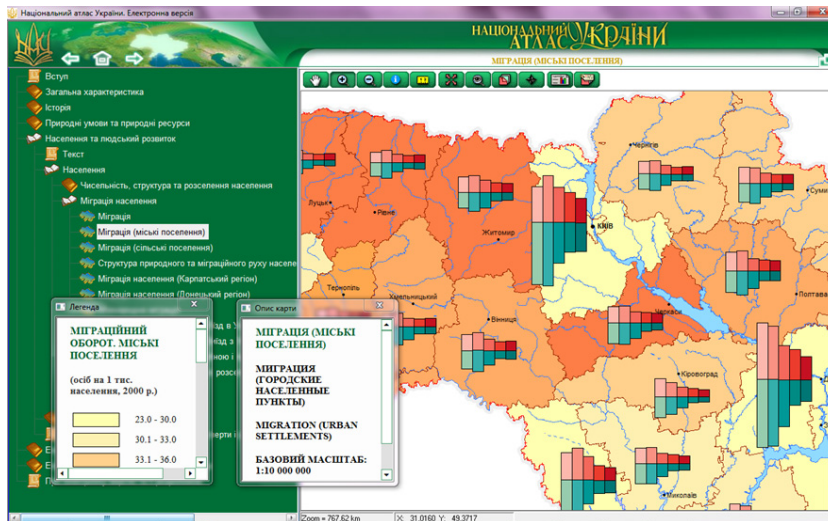 Національний атлас України. Електронна версія
НАЦІОНАЛЬНИЙ
АТЛАС УКРАЇНИ
МІГРАЦІЯ (МІСЬКІ ПОСЕЛЕННЯ)
Вступ
Загальна характеристика
Історія
Природні умови та природні ресурси
Населення та людський розвиток
Текст
Населення
Чисельність, структура та розселення населення
Міграція населення
Міграція
Міграція (міські поселення)
Міграція (сільські поселення)
Структура природного та міграційного руху населе
Міграція населення (Карпатський регіон)
Міграція населення (Донецький регіон)
Легенда
МІГРАЦІЙНИЙ
ОБОРОТ. МІСЬКІ
ПОСЕЛЕННЯ
(осіб на 1 тис.
населення, 2000 р.)
23.0 - 30.0
30.1 - 33.0
33.1 - 36.0
Опис карти
МІГРАЦІЯ (МІСЬКІ
ПОСЕЛЕННЯ)
МИГРАЦИЯ
(ГОРОДСКИЕ
НАСЕЛЕННЫЕ
ПУНКТЫ)
MIGRATION (URBAN
SETTLEMENTS)
БАЗОВИЙ МАСШТАБ:
1:10 000 000
Чернігів
Суми
Луцьк
Рівне
Житомир
КИЇВ
Тернопіль
Хмельницький
Вінниця
Черкаси
Полтава
Кіровоград
Миколаїв
Zoom = 767.62 km
X: 31.0160 Y: 49.3717